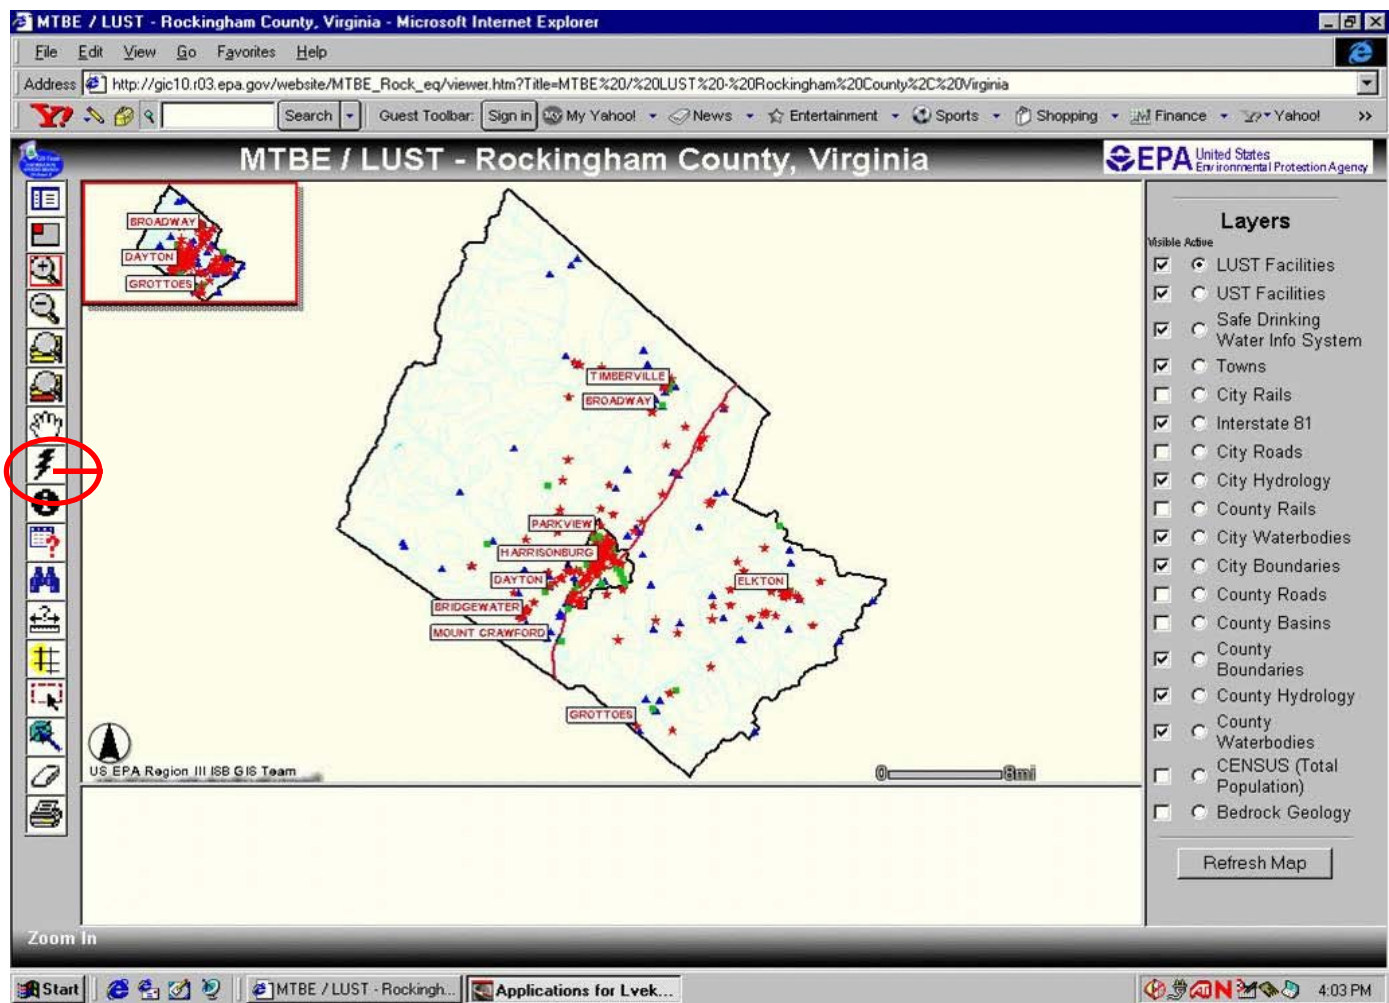 MTBE / LUST - Rockingham County, Virginia - Microsoft Internet Explorer
File Edit View Go Favorites Help
Address http://gic10.r03.epa.gov/website/MTBE_Rock_eq/viewer.htm?Title=MTBE%20/%20LUST%20-%20Rockingham%20County%2C%20Virginia
Search Guest Toolbar: Sign in My Yahoo! News Entertainment Sports Shopping Finance Yahoo! >>
MTBE / LUST - Rockingham County, Virginia
EPA United States
Environmental Protection Agency
BROADWAY
DAYTON
GROTTOES
TIMBERVILLE
BROADWAY
PARKVIEW
HARRISONBURG
DAYTON
ELKTON
BRIDGEWATER
MOUNT CRAWFORD
GROTTOES
US EPA Region III ISB GIS Team
0 8mi
Layers
Visible Active
LUST Facilities
UST Facilities
Safe Drinking
Water Info System
Towns
City Rails
Interstate 81
City Roads
City Hydrology
County Rails
City Waterbodies
City Boundaries
County Roads
County Basins
County
Boundaries
County Hydrology
County
Waterbodies
CENSUS (Total
Population)
Bedrock Geology
Refresh Map
Zoom In
Start MTBE / LUST - Rockingh... Applications for Lvek... 4:03 PM